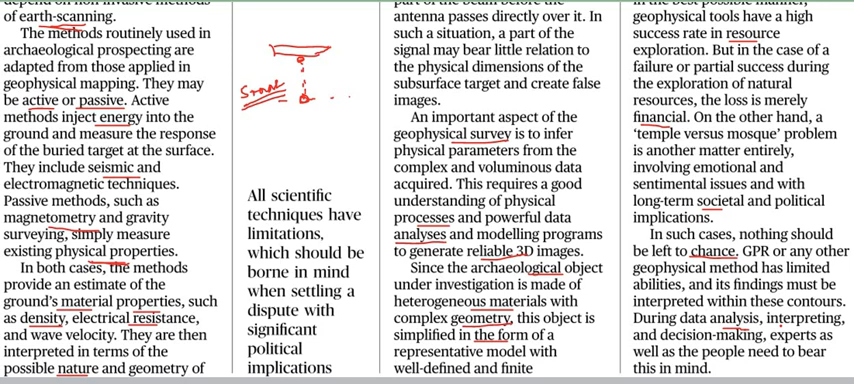 depend on non-invasive methods
of earth-scanning.
The methods routinely used in
archaeological prospecting are
adapted from those applied in
geophysical mapping. They may
be active or passive. Active
methods inject energy into the
ground and measure the response
of the buried target at the surface.
They include seismic and
electromagnetic techniques.
Passive methods, such as
magnetometry and gravity
surveying, simply measure
existing physical properties.
In both cases, the methods
provide an estimate of the
ground's material properties, such
as density, electrical resistance,
and wave velocity. They are then
interpreted in terms of the
possible nature and geometry of
All scientific
techniques have
limitations,
which should be
borne in mind
when settling a
dispute with
significant
political
implications
part of the beam before the
antenna passes directly over it. In
such a situation, a part of the
signal may bear little relation to
the physical dimensions of the
subsurface target and create false
images.
An important aspect of the
geophysical survey is to infer
physical parameters from the
complex and voluminous data
acquired. This requires a good
understanding of physical
processes and powerful data
analyses and modelling programs
to generate reliable 3D images.
Since the archaeological object
under investigation is made of
heterogeneous materials with
complex geometry, this object is
simplified in the form of a
representative model with
well-defined and finite
in the best possible manner,
geophysical tools have a high
success rate in resource
exploration. But in the case of a
failure or partial success during
the exploration of natural
resources, the loss is merely
financial. On the other hand, a
'temple versus mosque' problem
is another matter entirely,
involving emotional and
sentimental issues and with
long-term societal and political
implications.
In such cases, nothing should
be left to chance. GPR or any other
geophysical method has limited
abilities, and its findings must be
interpreted within these contours.
During data analysis, interpreting,
and decision-making, experts as
well as the people need to bear
this in mind.